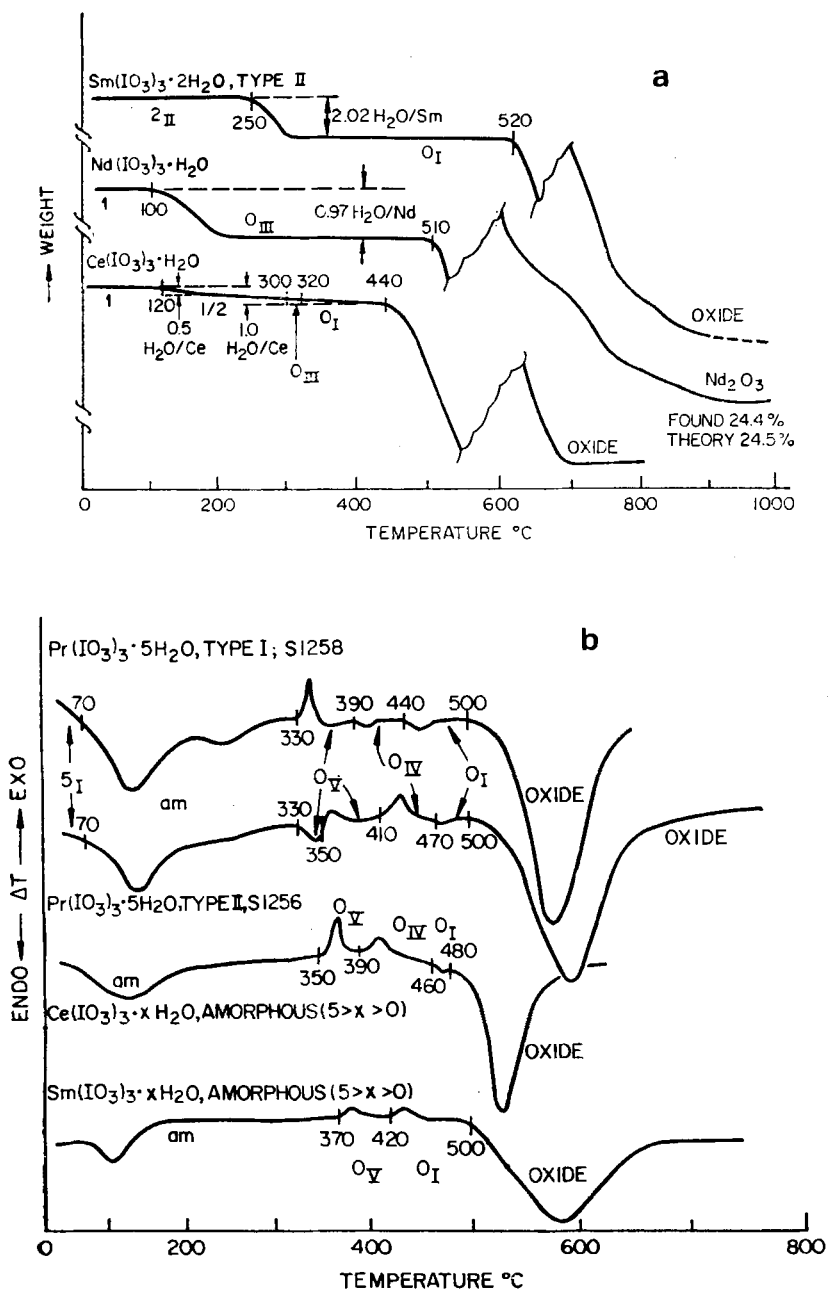 a
Sm(IO3)3·2H2O, TYPE II
2II
250
2.02 H2O/Sm
520
OI
Nd(IO3)3·H2O
1
100
OIII
0.97 H2O/Nd
510
Ce(IO3)3·H2O
300 320
440
1
120
1/2
OI
0.5
H2O/Ce
1.0
H2O/Ce
OIII
OXIDE
Nd2O3
FOUND 24.4 %
THEORY 24.5 %
OXIDE
WEIGHT
0
200
400
600
800
1000
TEMPERATURE °C
b
Pr(IO3)3·5H2O, TYPE I; S1258
70
390
440
500
330
5I
am
OV
OIV
OI
OXIDE
70
330
350
410
470
500
OXIDE
Pr(IO3)3·5H2O, TYPE II, S1256
OV
OIV
OI
am
350
390
460
480
Ce(IO3)3·xH2O, AMORPHOUS (5>x>0)
OXIDE
Sm(IO3)3·xH2O, AMORPHOUS (5>x>0)
am
370
420
500
OV
OI
OXIDE
ENDO ΔT EXO
0
200
400
600
800
TEMPERATURE °C